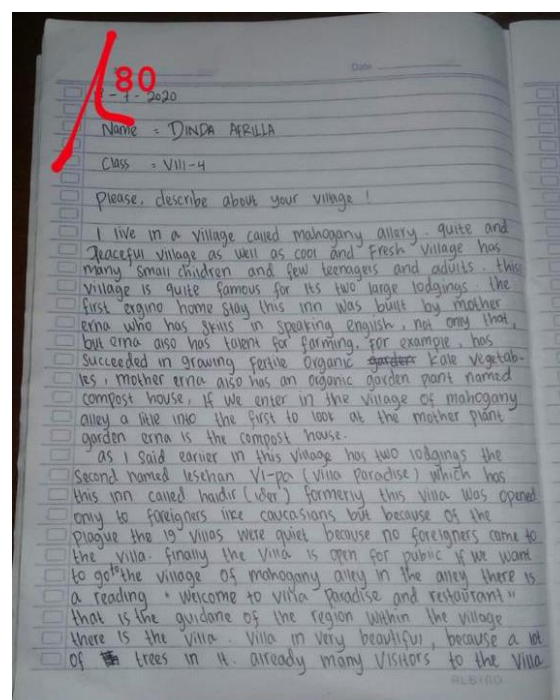 Date
80
- 7 - 2020
Name = DINDA AFRILLA
Class = VIII-4
Please, describe about your village !
I live in a village called mahogany allery. quite and
Peaceful village as well as cool and Fresh village has
many small children and few teenagers and adults. this
village is quite famous for its two large lodgings. the
first ergino home stay this inn was built by mother
erna who has skills in speaking english, not only that,
but erna also has talent for farming. for example, has
succeeded in growing fertile organic kale vegetab-
les, mother erna also has an organic garden pant named
compost house, if we enter in the village of mahogany
alley a litle into the first to look at the mother plant
garden erna is the compost house.
as I said earlier in this village has two lodgings the
second named lesehan Vi-pa (villa paradise) which has
this inn called haidir (ider) formerly this villa was opened
only to foreigners like caucasians but because of the
plague the 19 villas were quiet because no foreigners came to
the villa. finally the villa is open for public if we want
to go to the village of mahogany alley in the alley there is
a reading " welcome to villa paradise and restaurant "
that is the guidane of the region within the village
there is the villa. villa in very beautiful, because a lot
of trees in it. already many visitors to the villa
ALBINO